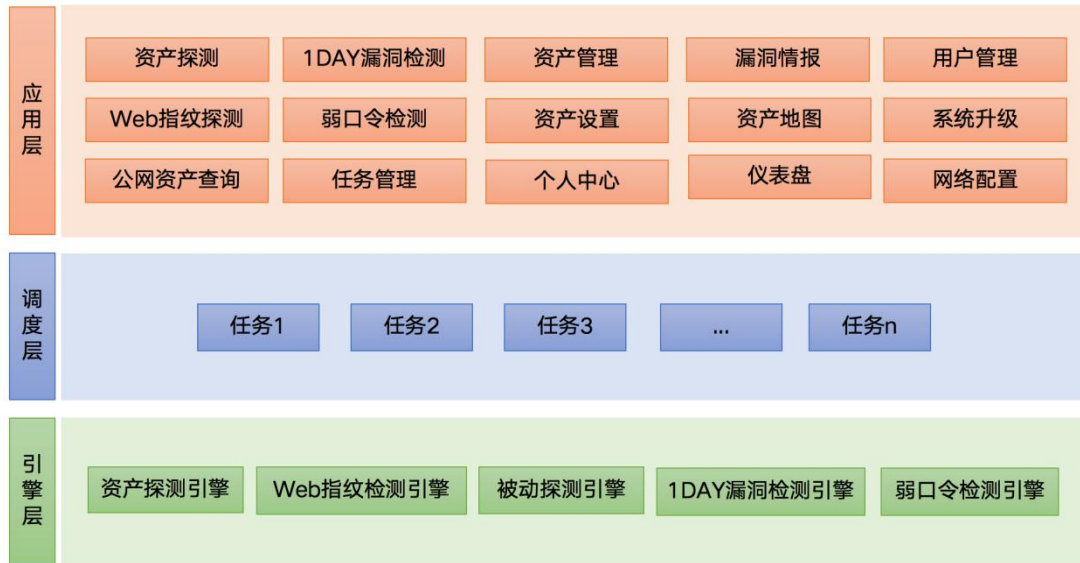 应用层
资产探测 1DAY漏洞检测 资产管理 漏洞情报 用户管理
Web指纹探测 弱口令检测 资产设置 资产地图 系统升级
公网资产查询 任务管理 个人中心 仪表盘 网络配置
调度层
任务1 任务2 任务3 ... 任务n
引擎层
资产探测引擎 Web指纹检测引擎 被动探测引擎 1DAY漏洞检测引擎 弱口令检测引擎